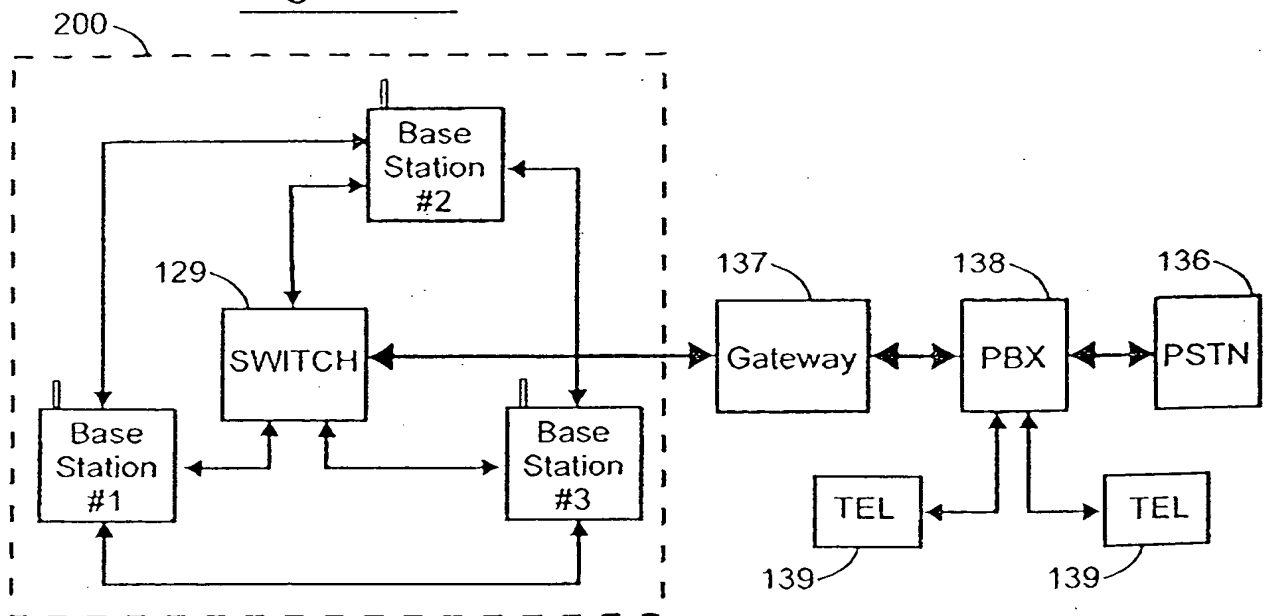 200
Base
Station
#2
129
137
138
136
SWITCH
Gateway
PBX
PSTN
Base
Station
#1
Base
Station
#3
TEL
TEL
139
139